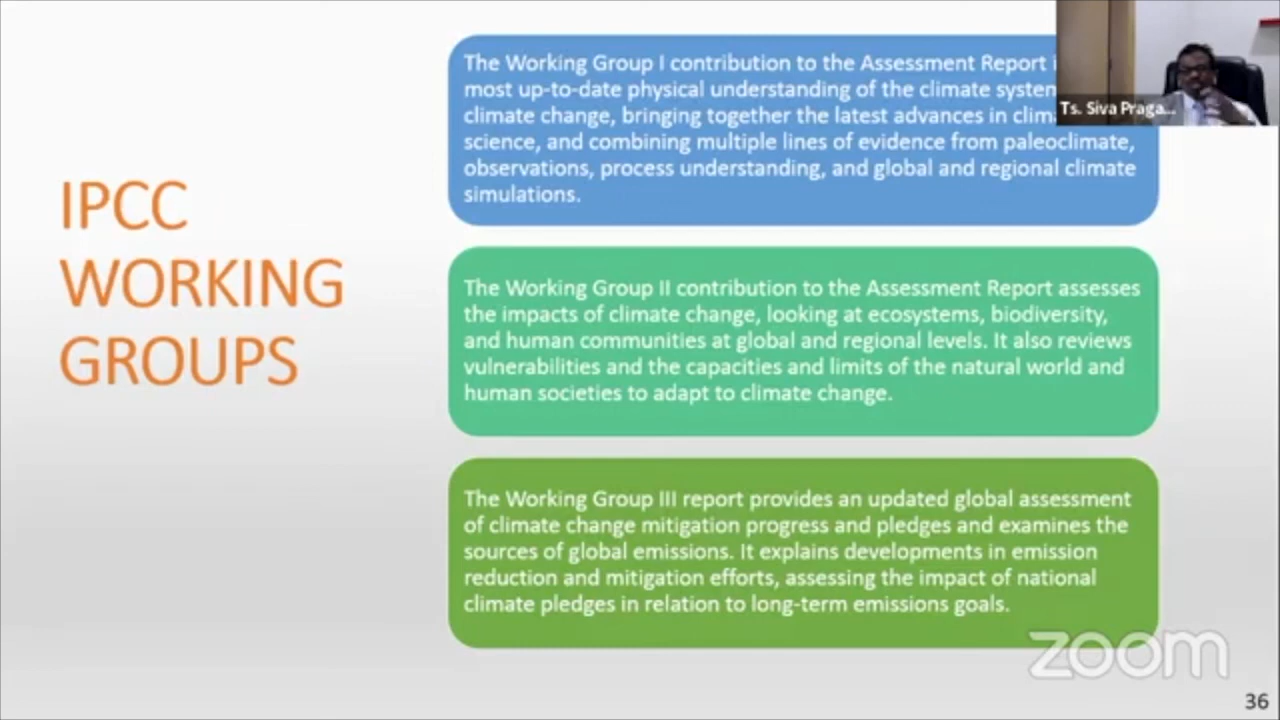 IPCC
WORKING
GROUPS
The Working Group I contribution to the Assessment Report
most up-to-date physical understanding of the climate system
climate change, bringing together the latest advances in
science, and combining multiple lines of evidence from paleoclimate,
observations, process understanding, and global and regional climate
simulations.
The Working Group II contribution to the Assessment Report assesses
the impacts of climate change, looking at ecosystems, biodiversity,
and human communities at global and regional levels. It also reviews
vulnerabilities and the capacities and limits of the natural world and
human societies to adapt to climate change.
The Working Group III report provides an updated global assessment
of climate change mitigation progress and pledges and examines the
sources of global emissions. It explains developments in emission
reduction and mitigation efforts, assessing the impact of national
climate pledges in relation to long-term emissions goals.
Ts. Siva Praga...
zoom
36